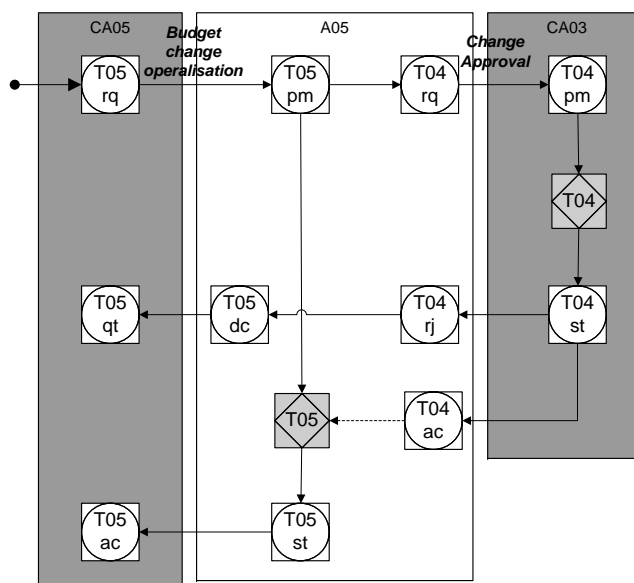 CA05
Budget
change
operalisation
A05
Change
Approval
CA03
T05
rq
T05
pm
T04
rq
T04
pm
T04
T05
qt
T05
dc
T04
rj
T04
st
T05
T04
ac
T05
ac
T05
st